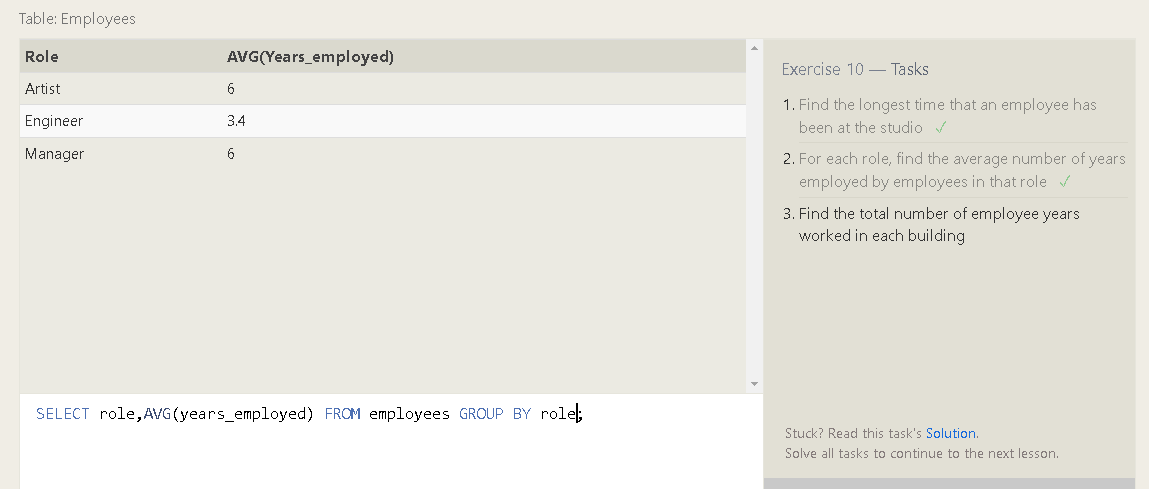 Table: Employees
Role AVG(Years_employed)
Artist 6
Engineer 3.4
Manager 6
SELECT role,AVG(years_employed) FROM employees GROUP BY role;
Exercise 10 — Tasks
1. Find the longest time that an employee has
been at the studio ✓
2. For each role, find the average number of years
employed by employees in that role ✓
3. Find the total number of employee years
worked in each building
Stuck? Read this task's Solution.
Solve all tasks to continue to the next lesson.